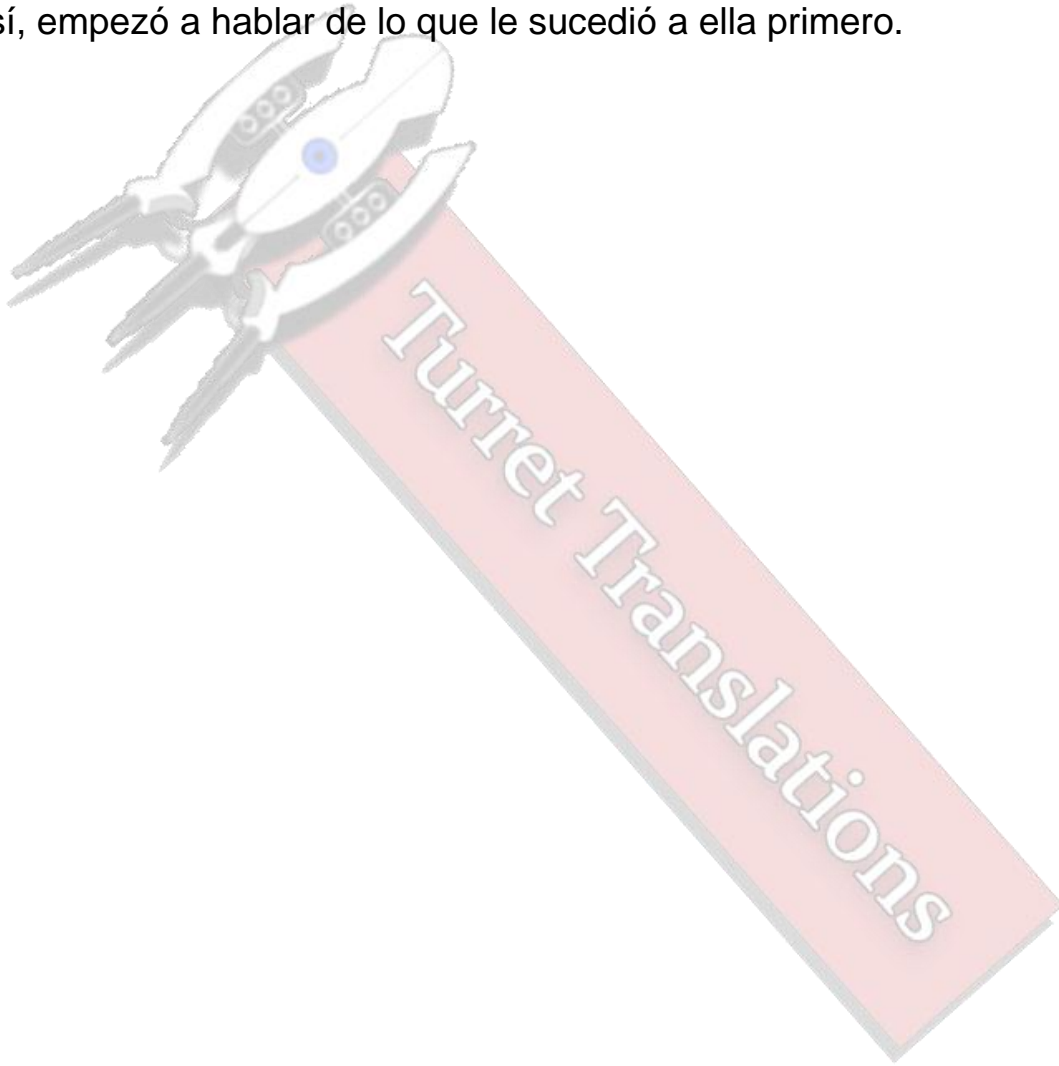 sí, empezó a hablar de lo que le sucedió a ella primero.
Turret Translations